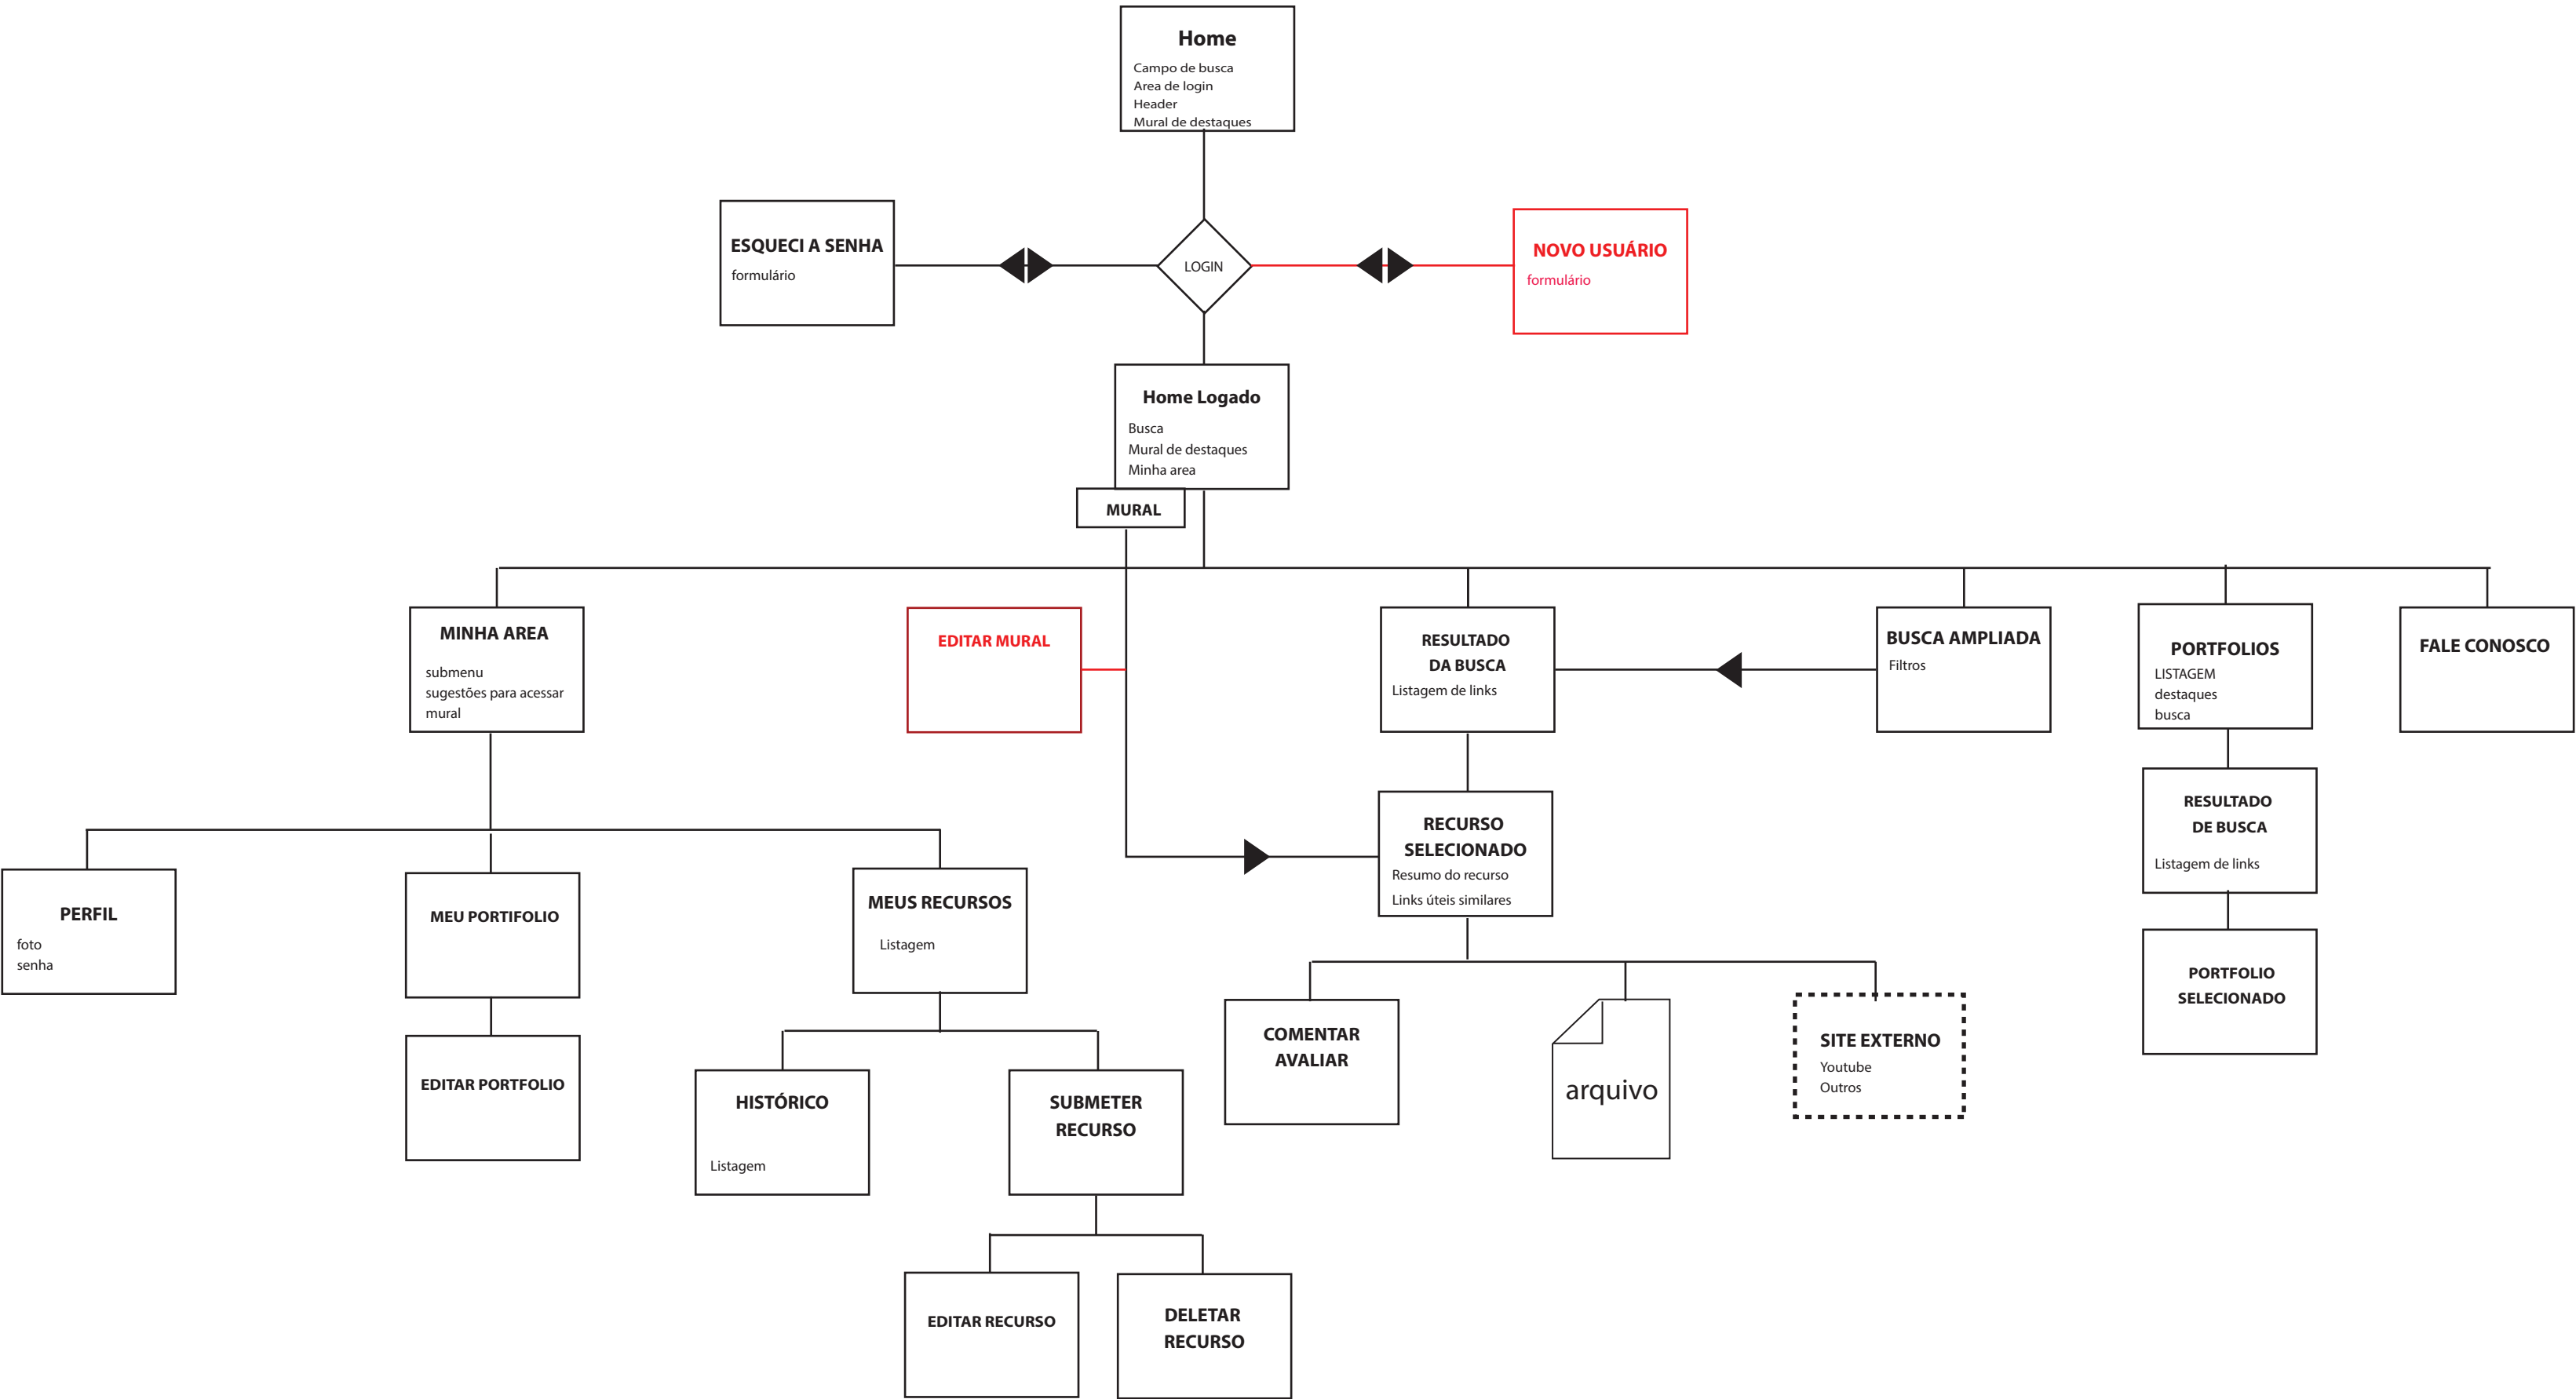 Home
Campo de busca
Area de login
Header
Mural de destaques
ESQUECI A SENHA
formulário
LOGIN
NOVO USUÁRIO
formulário
Home Logado
Busca
Mural de destaques
Minha area
MURAL
MINHA AREA
submenu
sugestões para acessar
mural
EDITAR MURAL
RESULTADO
DA BUSCA
Listagem de links
BUSCA AMPLIADA
Filtros
PORTFOLIOS
LISTAGEM
destaques
busca
FALE CONOSCO
RECURSO
SELECIONADO
Resumo do recurso
Links úteis similares
RESULTADO
DE BUSCA
Listagem de links
PERFIL
foto
senha
MEU PORTIFOLIO
MEUS RECURSOS
Listagem
PORTFOLIO
SELECIONADO
EDITAR PORTFOLIO
HISTÓRICO
Listagem
SUBMETER
RECURSO
COMENTAR
AVALIAR
arquivo
SITE EXTERNO
Youtube
Outros
EDITAR RECURSO
DELETAR
RECURSO